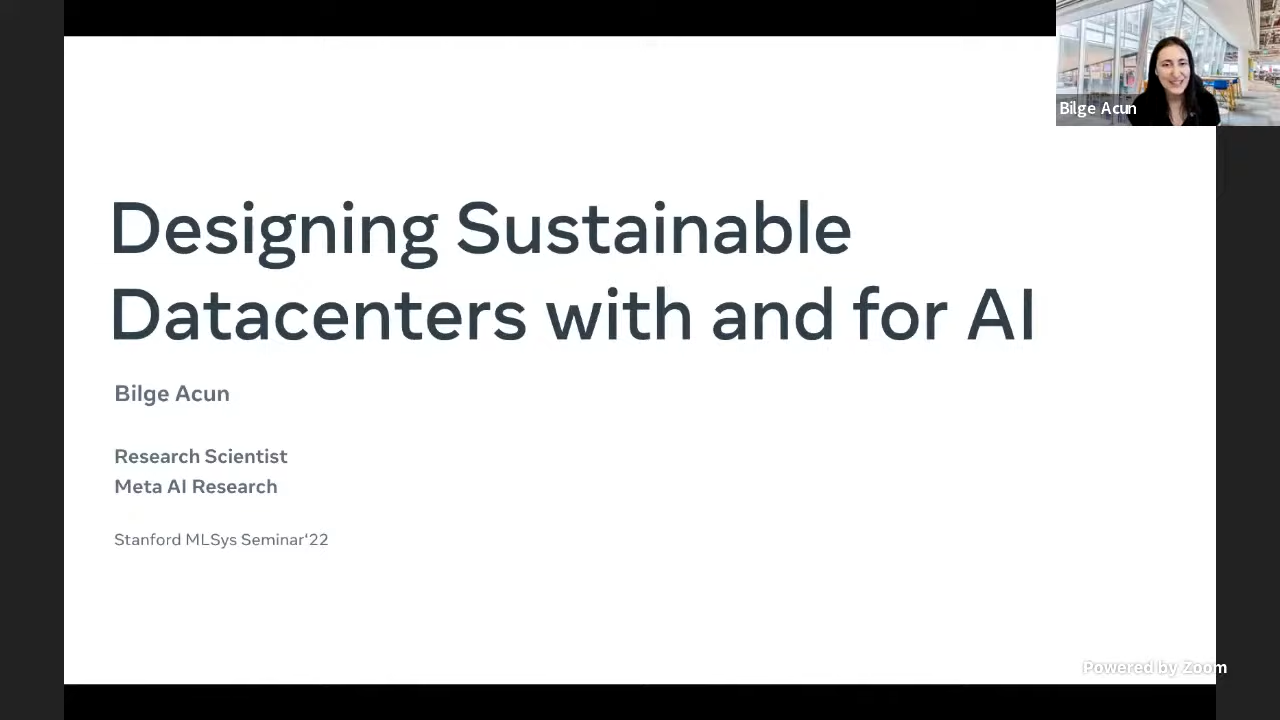 Bilge Acun
Designing Sustainable
Datacenters with and for AI
Bilge Acun
Research Scientist
Meta AI Research
Stanford MLSys Seminar‘22
Powered by Zoom